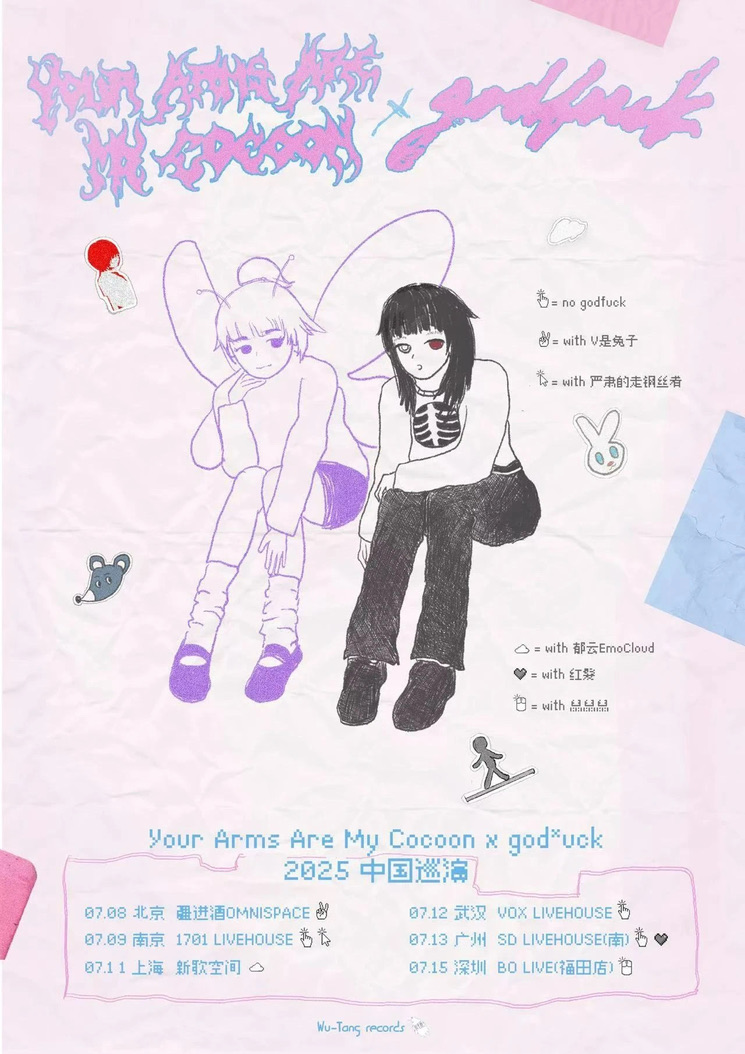 YOUR ARMS ARE
MY COCOON x godfuck
= no godfuck
= with V是兔子
= with 严肃的走钢丝者
= with 郁云EmoCloud
= with 红髮
= with
Your Arms Are My Cocoon x god*uck
2025 中国巡演
07.08 北京 疆进酒OMNISPACE
07.09 南京 1701 LIVEHOUSE
07.11 上海 新歌空间
07.12 武汉 VOX LIVEHOUSE
07.13 广州 SD LIVEHOUSE(南)
07.15 深圳 BO LIVE(福田店)
Wu-Tang records